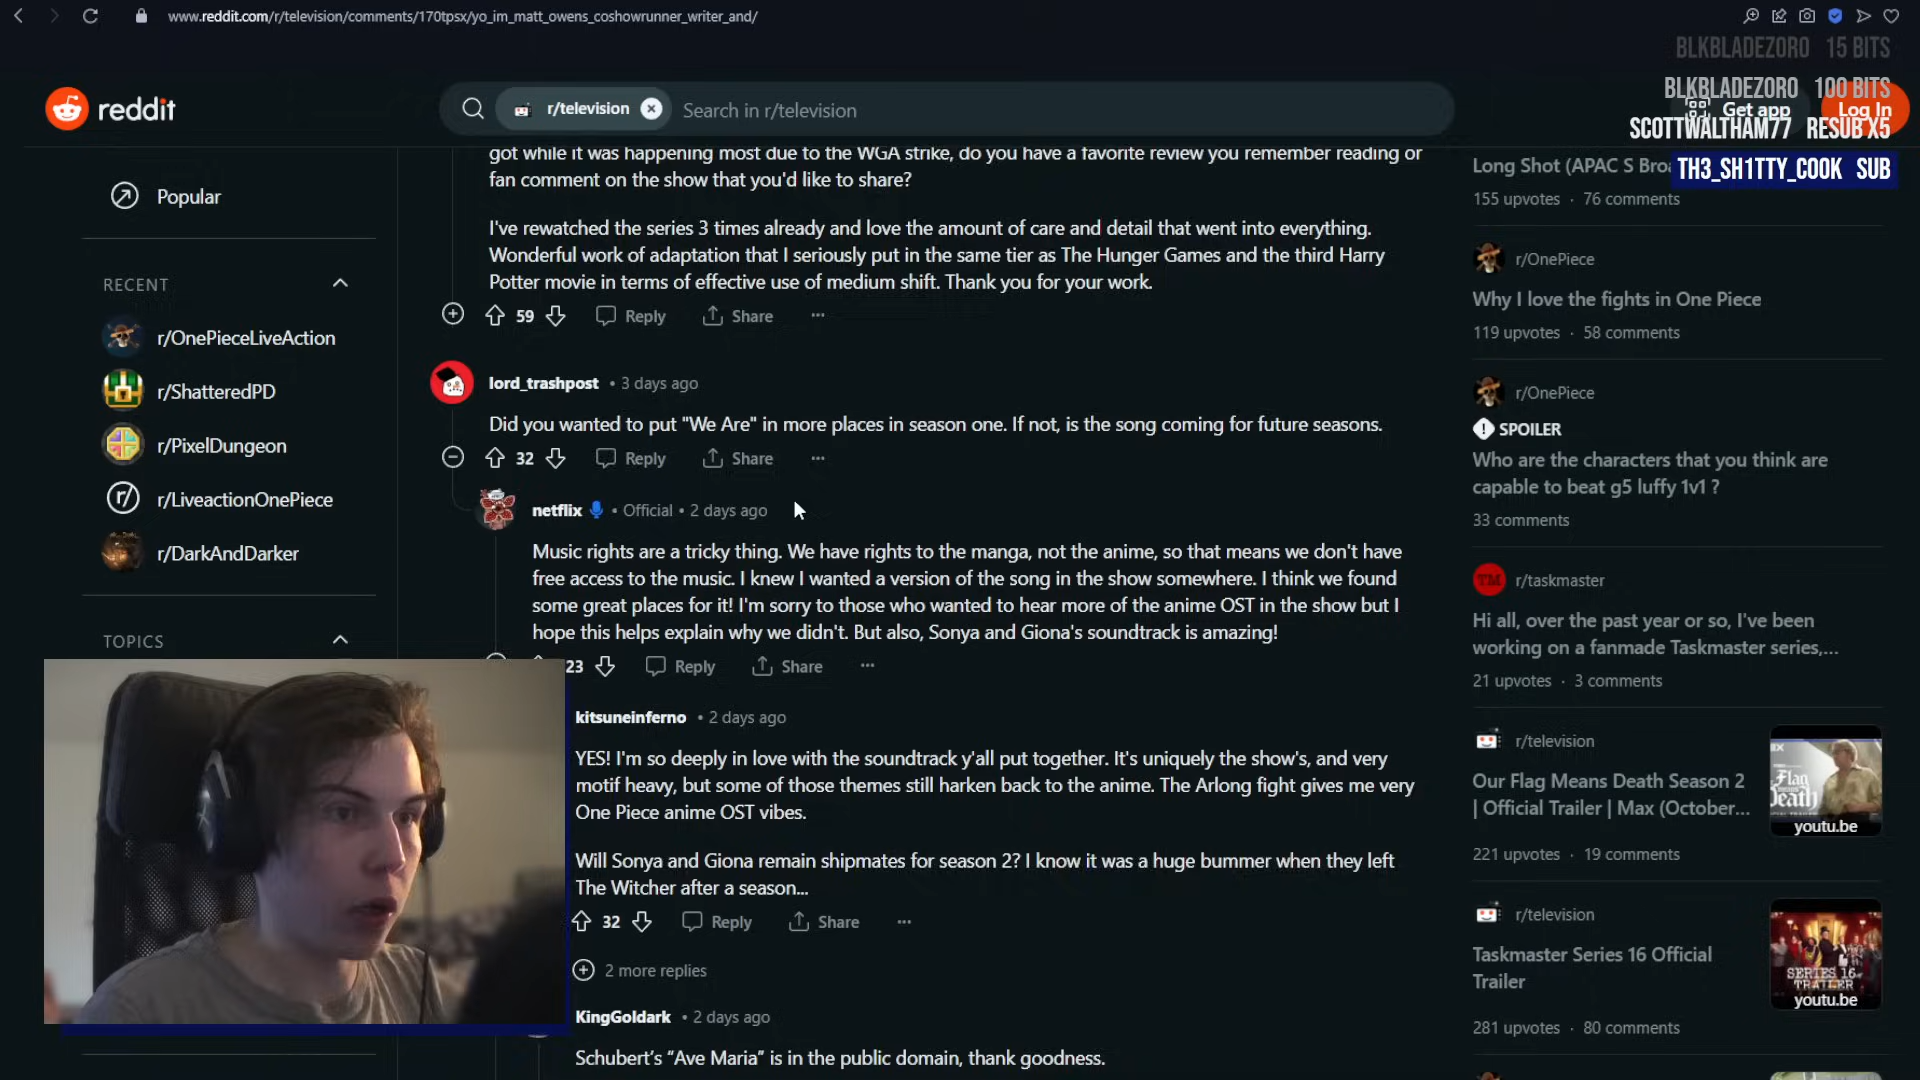 www.reddit.com/r/television/comments/170tpsx/yo_im_matt_owens_coshowrunner_writer_and/
BLKBLADEZORO 15 BITS
BLKBLADEZORO 100 BITS
reddit
r/television
Search in r/television
Get app
Log In
SCOTTWALTHAM77 RESUB X5
TH3_SH1TTY_COOK SUB
Popular
RECENT
r/OnePieceLiveAction
r/ShatteredPD
r/PixelDungeon
r/LiveactionOnePiece
r/DarkAndDarker
TOPICS
got while it was happening most due to the WGA strike, do you have a favorite review you remember reading or
fan comment on the show that you'd like to share?
I've rewatched the series 3 times already and love the amount of care and detail that went into everything.
Wonderful work of adaptation that I seriously put in the same tier as The Hunger Games and the third Harry
Potter movie in terms of effective use of medium shift. Thank you for your work.
59 Reply Share
lord_trashpost • 3 days ago
Did you wanted to put "We Are" in more places in season one. If not, is the song coming for future seasons.
32 Reply Share
netflix • Official • 2 days ago
Music rights are a tricky thing. We have rights to the manga, not the anime, so that means we don't have
free access to the music. I knew I wanted a version of the song in the show somewhere. I think we found
some great places for it! I'm sorry to those who wanted to hear more of the anime OST in the show but I
hope this helps explain why we didn't. But also, Sonya and Giona's soundtrack is amazing!
23 Reply Share
kitsuneinferno • 2 days ago
YES! I'm so deeply in love with the soundtrack y'all put together. It's uniquely the show's, and very
motif heavy, but some of those themes still harken back to the anime. The Arlong fight gives me very
One Piece anime OST vibes.
Will Sonya and Giona remain shipmates for season 2? I know it was a huge bummer when they left
The Witcher after a season...
32 Reply Share
2 more replies
KingGoldark • 2 days ago
Schubert's “Ave Maria” is in the public domain, thank goodness.
Long Shot (APAC S Bro
155 upvotes · 76 comments
r/OnePiece
Why I love the fights in One Piece
119 upvotes · 58 comments
r/OnePiece
SPOILER
Who are the characters that you think are
capable to beat g5 luffy 1v1 ?
33 comments
TM r/taskmaster
Hi all, over the past year or so, I've been
working on a fanmade Taskmaster series,...
21 upvotes · 3 comments
r/television
Our Flag Means Death Season 2
| Official Trailer | Max (October...
Flag
Means
Death
youtu.be
221 upvotes · 19 comments
r/television
Taskmaster Series 16 Official
Trailer
SERIES 16
TRAILER
youtu.be
281 upvotes · 80 comments